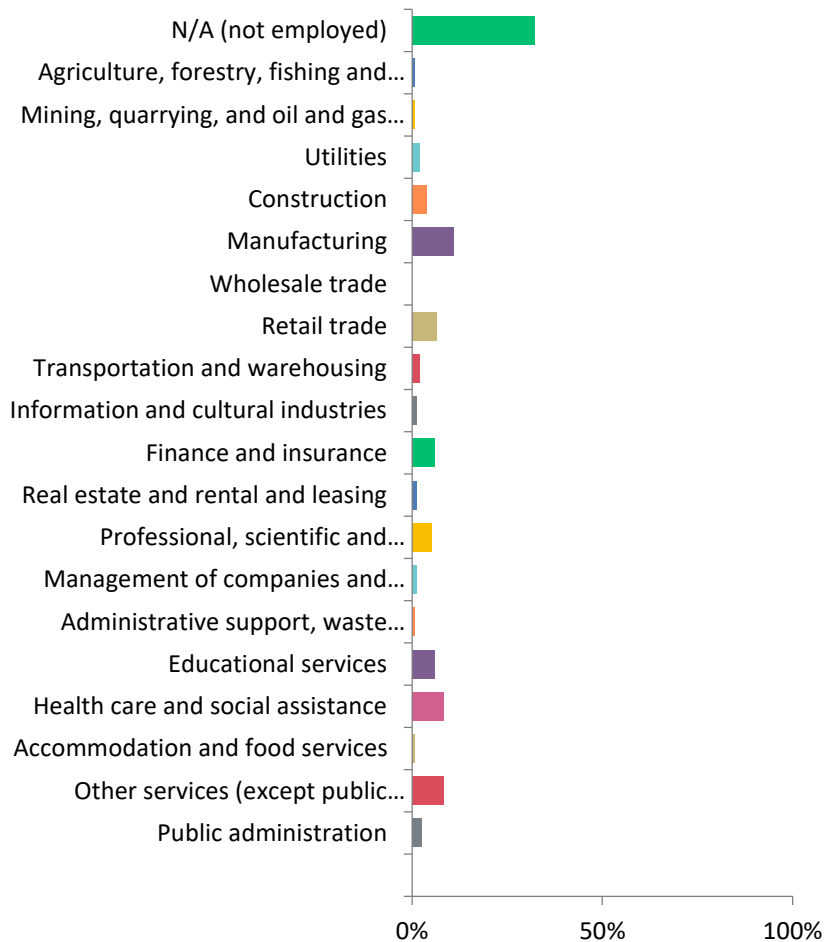 N/A (not employed)
Agriculture, forestry, fishing and...
Mining, quarrying, and oil and gas...
Utilities
Construction
Manufacturing
Wholesale trade
Retail trade
Transportation and warehousing
Information and cultural industries
Finance and insurance
Real estate and rental and leasing
Professional, scientific and...
Management of companies and...
Administrative support, waste...
Educational services
Health care and social assistance
Accommodation and food services
Other services (except public...
Public administration
0% 50% 100%